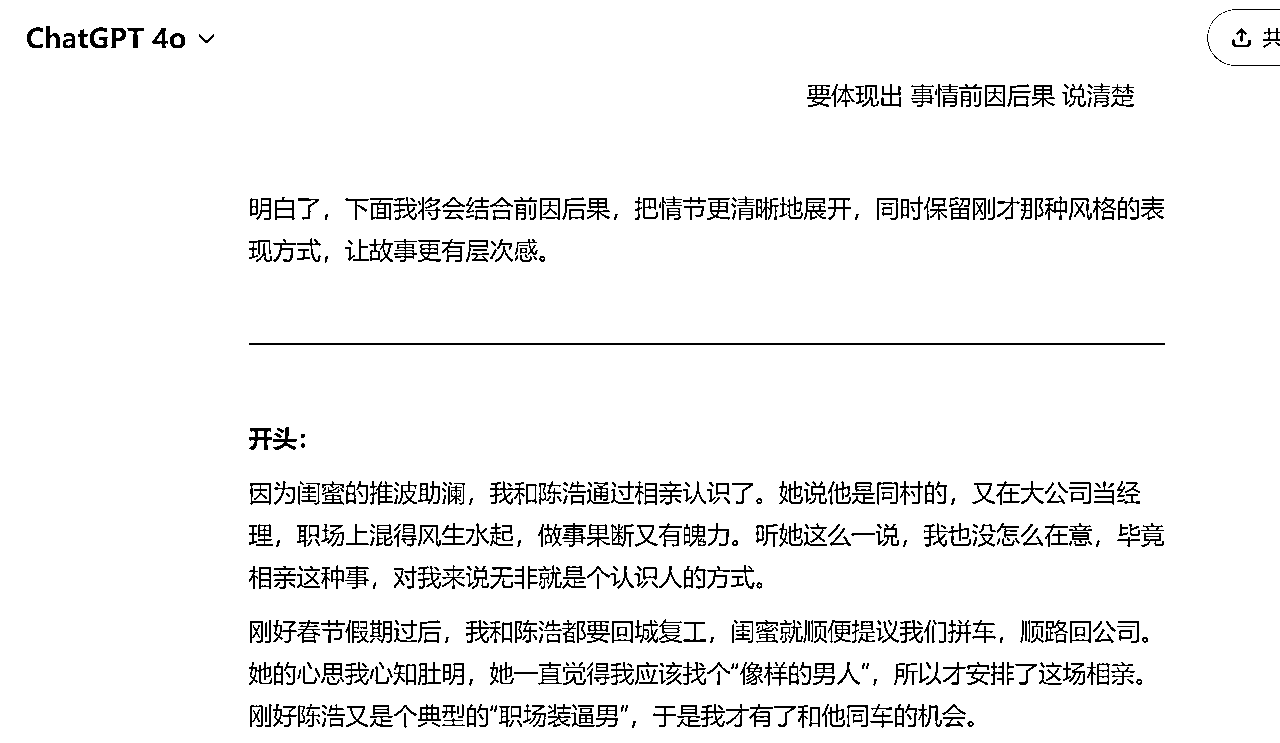 ChatGPT 4o
共
要体现出 事情前因后果 说清楚
明白了，下面我将会结合前因后果，把情节更清晰地展开，同时保留刚才那种风格的表
现方式，让故事更有层次感。
开头：
因为闺蜜的推波助澜，我和陈浩通过相亲认识了。她说他是同村的，又在大公司当经
理，职场上混得风生水起，做事果断又有魄力。听她这么一说，我也没怎么在意，毕竟
相亲这种事，对我来说无非就是个认识人的方式。
刚好春节假期过后，我和陈浩都要回城复工，闺蜜就顺便提议我们拼车，顺路回公司。
她的心思我心知肚明，她一直觉得我应该找个“像样的男人”，所以才安排了这场相亲。
刚好陈浩又是个典型的“职场装逼男”，于是我才有了和他同车的机会。